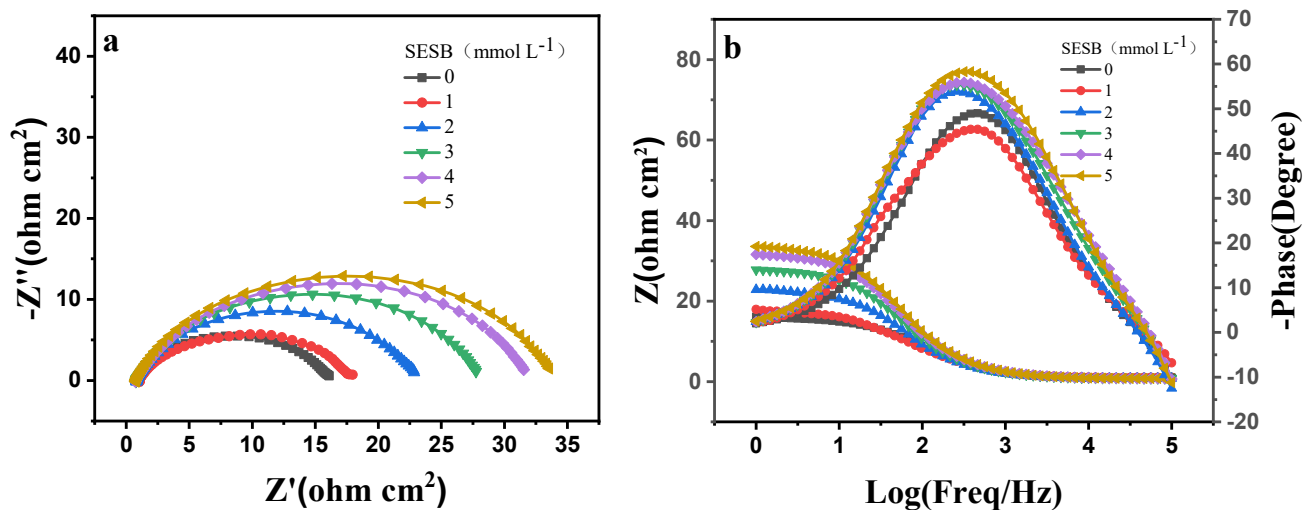 a
SESB（mmol L⁻¹）
0
1
2
3
4
5
40
30
20
10
0
-Z''(ohm cm²)
0 5 10 15 20 25 30 35
Z'(ohm cm²)
b
SESB（mmol L⁻¹）
0
1
2
3
4
5
80
60
40
20
0
Z(ohm cm²)
70
60
50
40
30
20
10
0
-10
-20
-Phase(Degree)
0 1 2 3 4 5
Log(Freq/Hz)